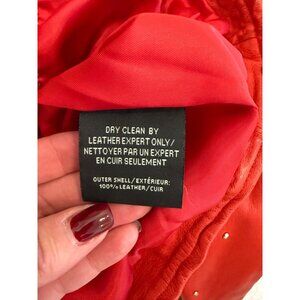 DRY CLEAN BY
LEATHER EXPERT ONLY/
NETTOYER PAR UN EXPERT
EN CUIR SEULEMENT
OUTER SHELL/EXTÉRIEUR:
100% LEATHER/CUIR